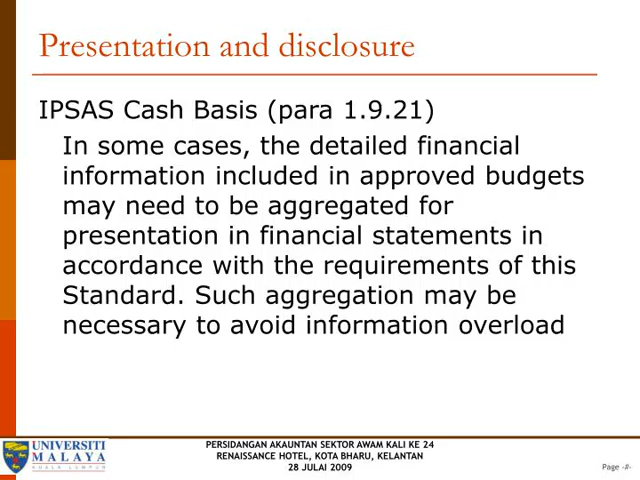 Presentation and disclosure
IPSAS Cash Basis (para 1.9.21)
In some cases, the detailed financial
information included in approved budgets
may need to be aggregated for
presentation in financial statements in
accordance with the requirements of this
Standard. Such aggregation may be
necessary to avoid information overload
UNIVERSITI
MALAYA
KUALA LUMPUR
PERSIDANGAN AKAUNTAN SEKTOR AWAM KALI KE 24
RENAISSANCE HOTEL, KOTA BHARU, KELANTAN
28 JULAI 2009
Page -#-